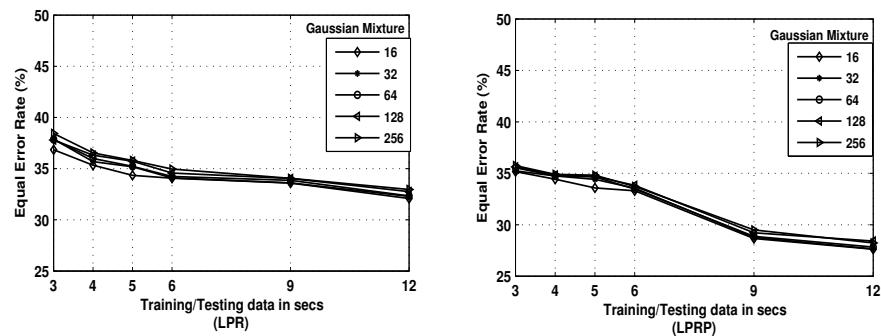 50
45
40
35
30
25
Equal Error Rate (%)
Gaussian Mixture
16
32
64
128
256
3 4 5 6 9 12
Training/Testing data in secs
(LPR)
50
45
40
35
30
25
Equal Error Rate (%)
Gaussian Mixture
16
32
64
128
256
3 4 5 6 9 12
Training/Testing data in secs
(LPRP)